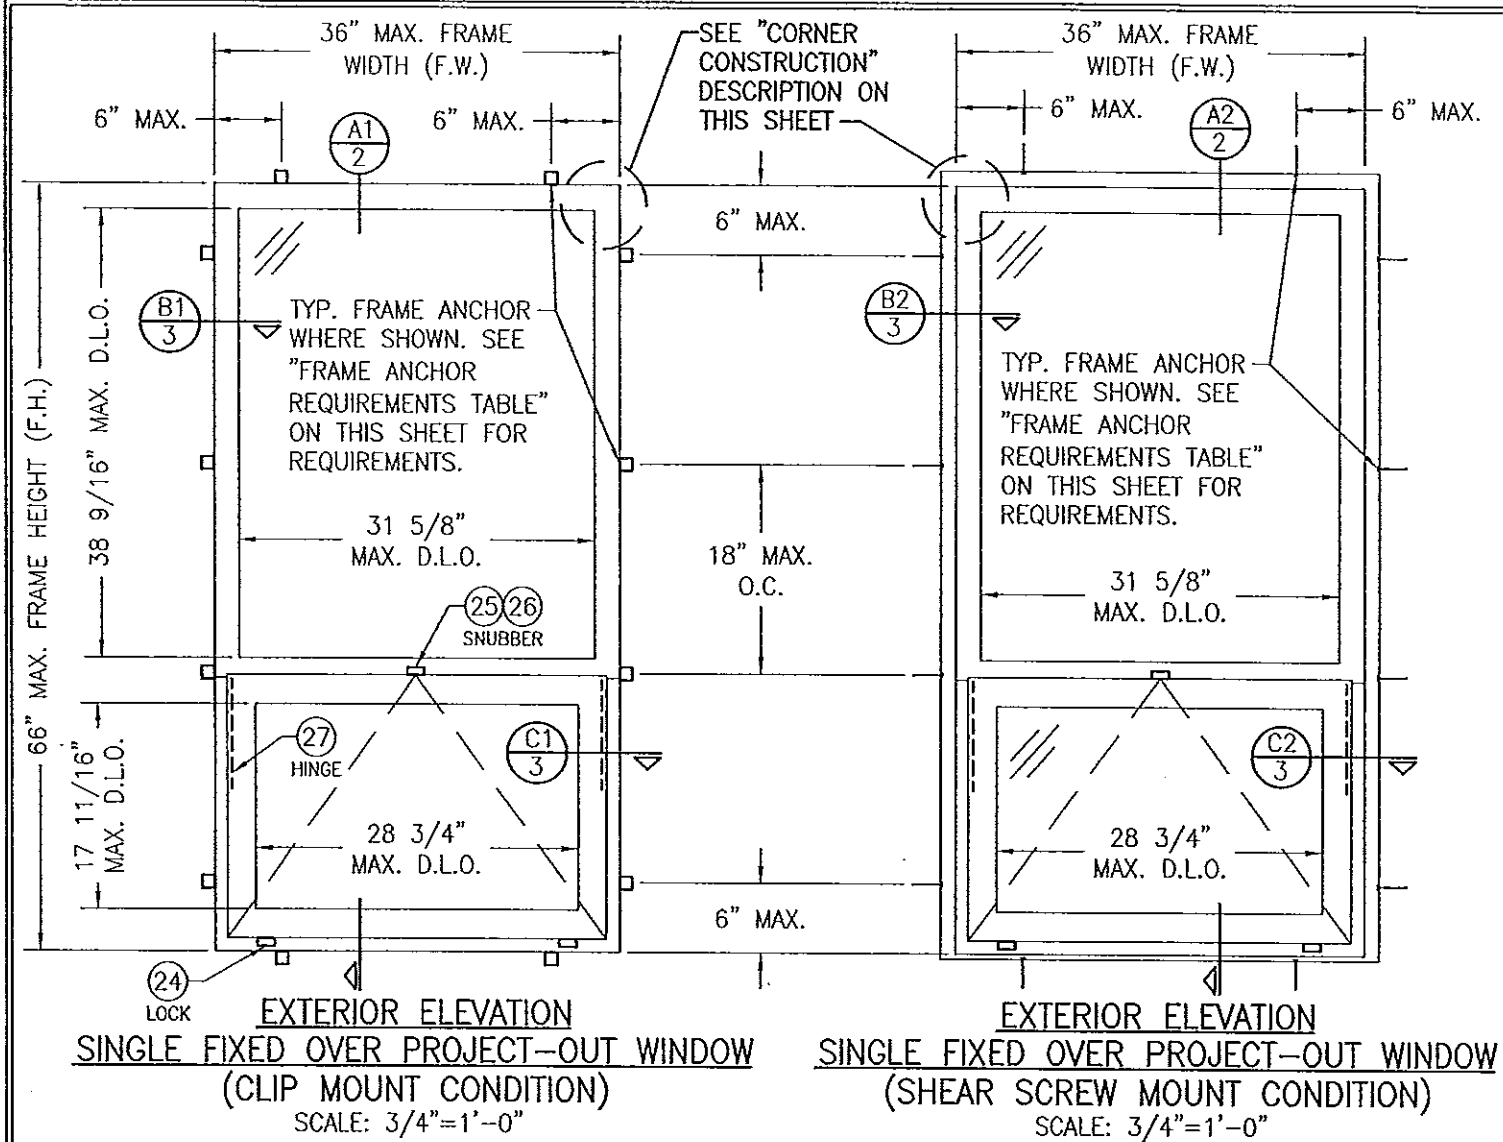 36" MAX. FRAME
WIDTH (F.W.)
6" MAX.
6" MAX.
A1
2
SEE "CORNER
CONSTRUCTION"
DESCRIPTION ON
THIS SHEET
36" MAX. FRAME
WIDTH (F.W.)
6" MAX.
6" MAX.
A2
2
66" MAX. FRAME HEIGHT (F.H.)
38 9/16" MAX. D.L.O.
B1
3
TYP. FRAME ANCHOR
WHERE SHOWN. SEE
"FRAME ANCHOR
REQUIREMENTS TABLE"
ON THIS SHEET FOR
REQUIREMENTS.
31 5/8"
MAX. D.L.O.
25 26
SNUBBER
6" MAX.
18" MAX.
O.C.
6" MAX.
B2
3
TYP. FRAME ANCHOR
WHERE SHOWN. SEE
"FRAME ANCHOR
REQUIREMENTS TABLE"
ON THIS SHEET FOR
REQUIREMENTS.
31 5/8"
MAX. D.L.O.
17 11/16"
MAX. D.L.O.
27
HINGE
C1
3
28 3/4"
MAX. D.L.O.
C2
3
28 3/4"
MAX. D.L.O.
24
LOCK
EXTERIOR ELEVATION
SINGLE FIXED OVER PROJECT-OUT WINDOW
(CLIP MOUNT CONDITION)
SCALE: 3/4"=1'-0"
EXTERIOR ELEVATION
SINGLE FIXED OVER PROJECT-OUT WINDOW
(SHEAR SCREW MOUNT CONDITION)
SCALE: 3/4"=1'-0"